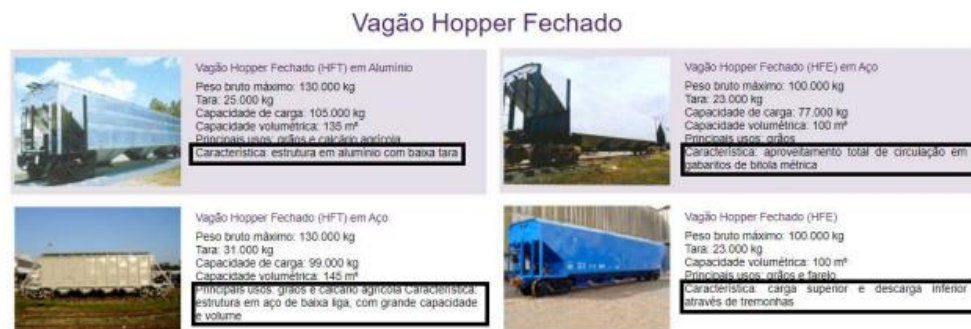 Vagão Hopper Fechado
Vagão Hopper Fechado (HFT) em Alumínio
Peso bruto máximo: 130.000 kg
Tara: 25.000 kg
Capacidade de carga: 105.000 kg
Capacidade volumétrica: 135 m³
Principais usos: grãos e calcário agrícola
Característica: estrutura em alumínio com baixa tara
Vagão Hopper Fechado (HFE) em Aço
Peso bruto máximo: 100.000 kg
Tara: 23.000 kg
Capacidade de carga: 77.000 kg
Capacidade volumétrica: 100 m³
Principais usos: grãos
Característica: aproveitamento total de circulação em
gabaritos de bitola métrica
Vagão Hopper Fechado (HFT) em Aço
Peso bruto máximo: 130.000 kg
Tara: 31.000 kg
Capacidade de carga: 99.000 kg
Capacidade volumétrica: 145 m³
Principais usos: grãos e calcário agrícola Característica:
estrutura em aço de baixa liga, com grande capacidade
e volume
Vagão Hopper Fechado (HFE)
Peso bruto máximo: 100.000 kg
Tara: 23.000 kg
Capacidade volumétrica: 100 m³
Principais usos: grãos e farelo
Característica: carga superior e descarga inferior
através de tremonhas